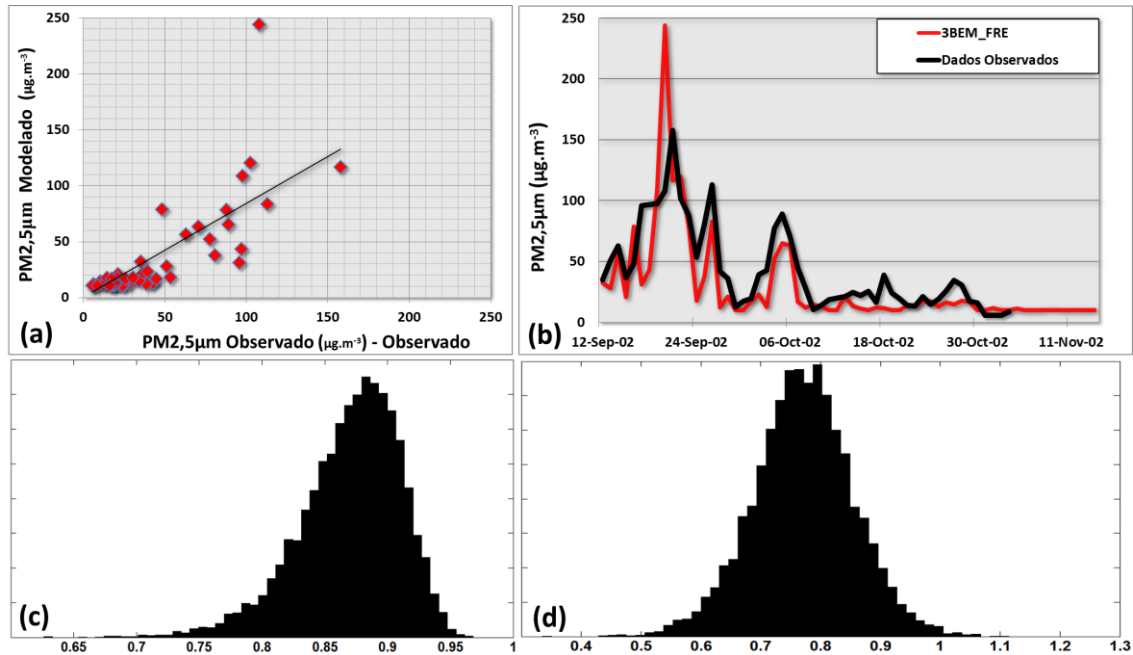 250
200
150
100
50
0
PM2,5µm Modelado (µg.m-3)
0 50 100 150 200 250
PM2,5µm Observado (µg.m-3) - Observado
(a)
250
200
150
100
50
0
PM2,5µm (µg.m-3)
3BEM_FRE
Dados Observados
12-Sep-02 24-Sep-02 06-Oct-02 18-Oct-02 30-Oct-02 11-Nov-02
(b)
(c)
0.65 0.7 0.75 0.8 0.85 0.9 0.95 1
(d)
0.4 0.5 0.6 0.7 0.8 0.9 1 1.1 1.2 1.3